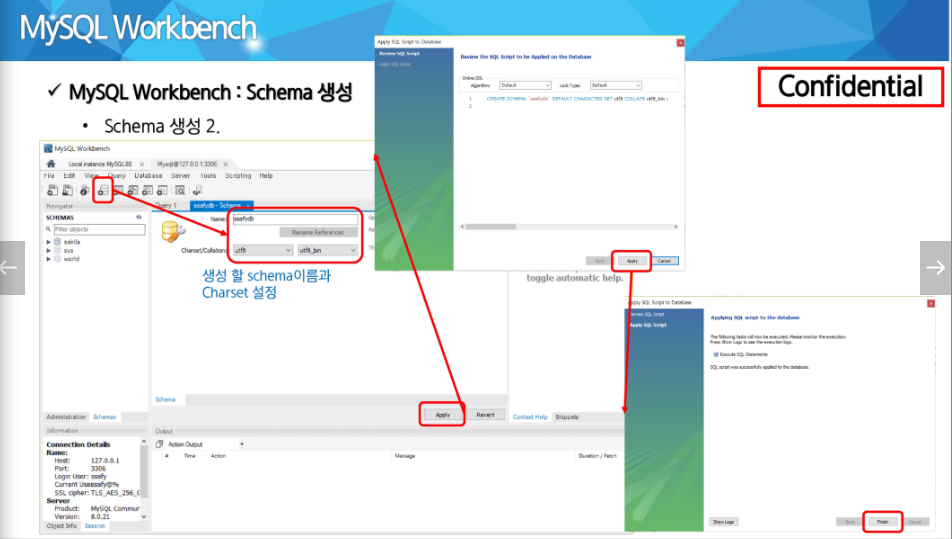 MySQL Workbench
✓ MySQL Workbench : Schema 생성
Confidential
• Schema 생성 2.
MySQL Workbench
Local instance MySQL80 ×
Mysql@127.0.0.1:3306 ×
File Edit View Query Database Server Tools Scripting Help
Navigator
SCHEMAS
Filter objects
sakila
sys
world
Administration Schemas
Information
Connection Details
Name:
Host: 127.0.0.1
Port: 3306
Login User: ssafy
Current User: ssafy@%
SSL cipher: TLS_AES_256_G
Server
Product: MySQL Commur
Version: 8.0.21
Object Info Session
Query 1
ssafydb - Schema
Name: ssafydb
Rename References
Charset/Collation: utf8 utf8_bin
생성 할 schema이름과
Charset 설정
Schema
Apply Revert
toggle automatic help.
Context Help Snippets
Output
Action Output
# Time Action Message Duration / Fetch
Apply SQL Script to Database
Review SQL Script
Apply SQL Script
Review the SQL Script to be Applied on the Database
Online DDL
Algorithm: Default Lock Type: Default
1 CREATE SCHEMA `ssafydb` DEFAULT CHARACTER SET utf8 COLLATE utf8_bin ;
2
Back Apply Cancel
Apply SQL Script to Database
Review SQL Script
Apply SQL Script
Applying SQL script to the database
The following tasks will now be executed. Please monitor the execution.
Press Show Logs to see the execution logs.
Execute SQL Statements
SQL script was successfully applied to the database.
Show Logs Back Finish Cancel